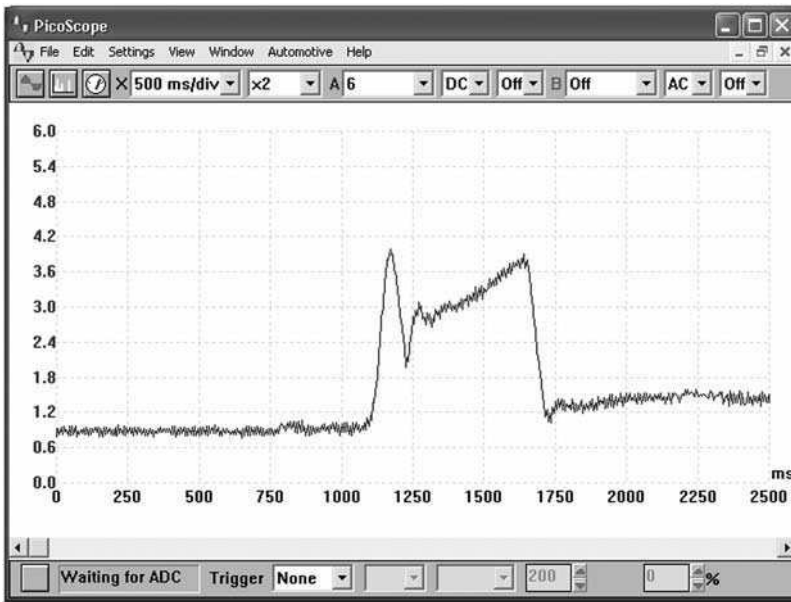 PicoScope
File Edit Settings View Window Automotive Help
X 500 ms/div x2 A 6 DC Off B Off AC Off
6.0
5.4
4.8
4.2
3.6
3.0
2.4
1.8
1.2
0.6
0.0
ms
0 250 500 750 1000 1250 1500 1750 2000 2250 2500
Waiting for ADC Trigger None 200 0 %